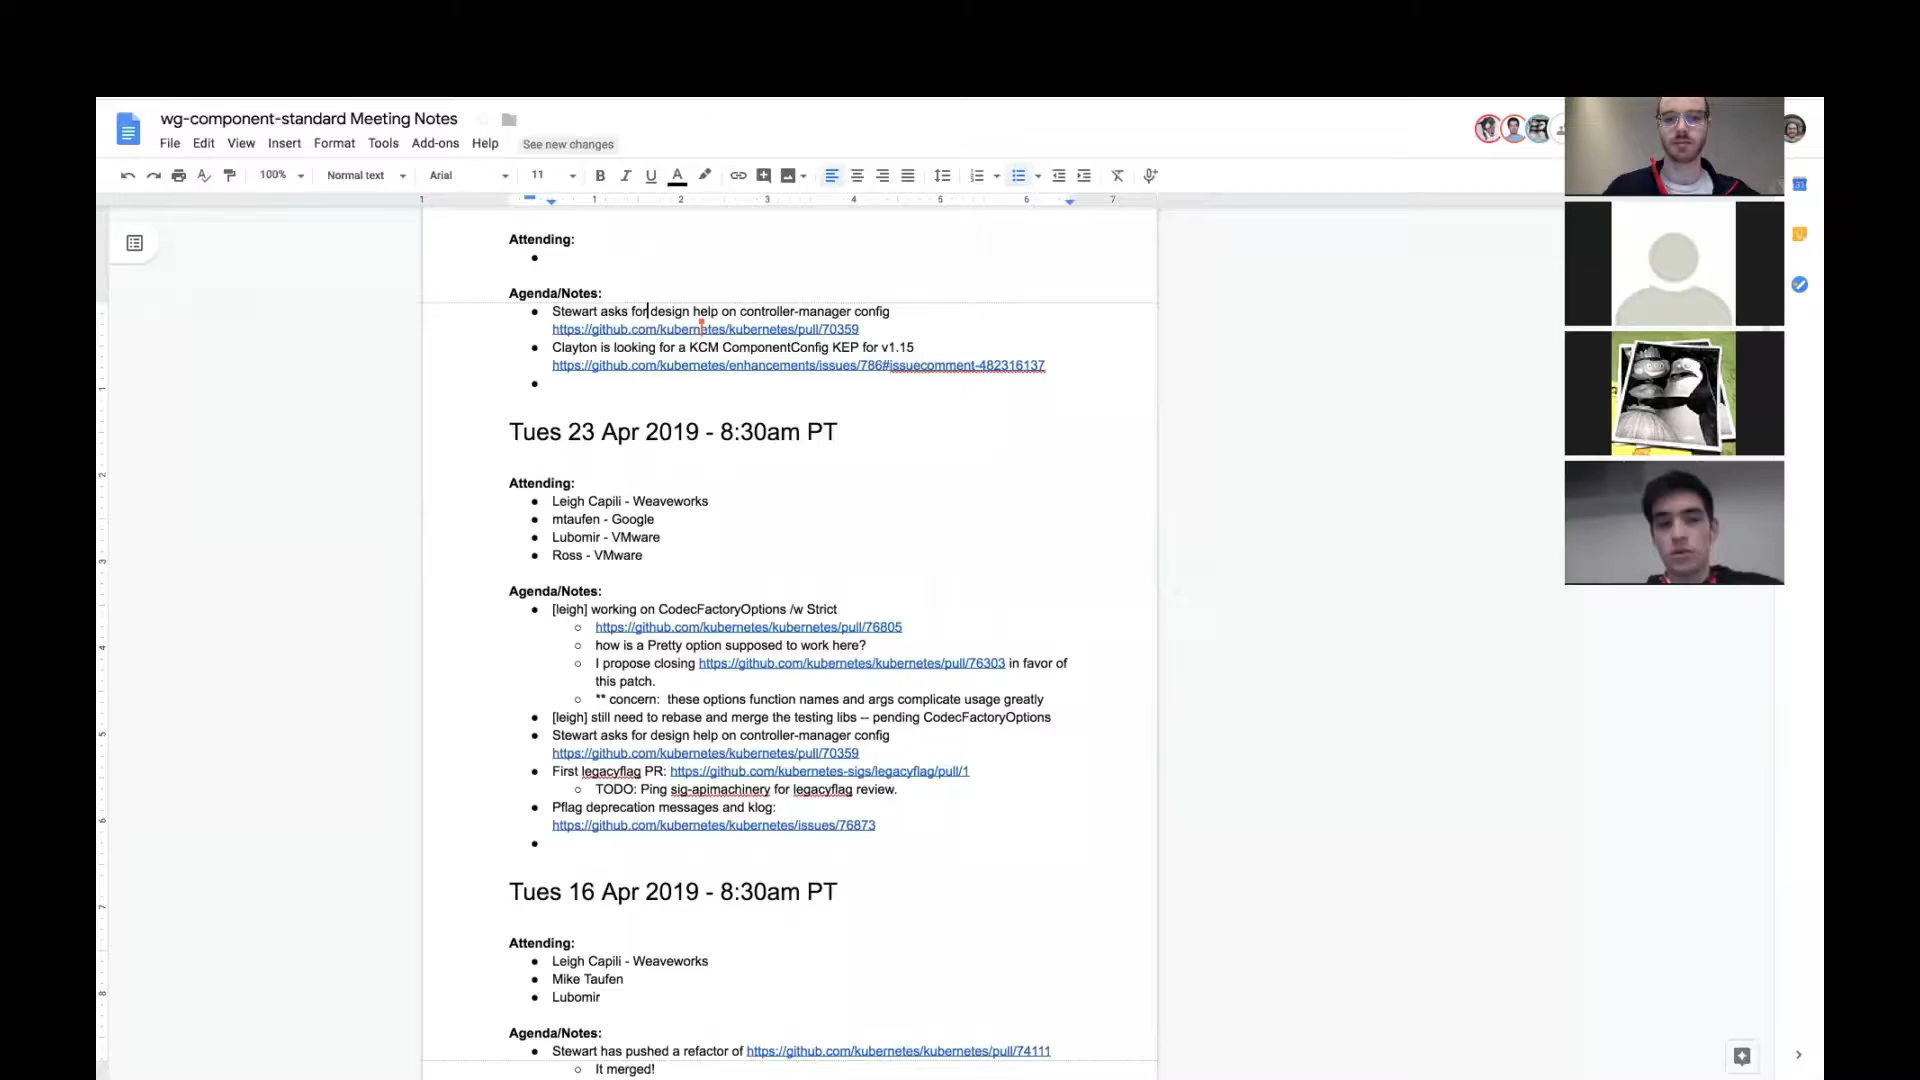 wg-component-standard Meeting Notes
File Edit View Insert Format Tools Add-ons Help See new changes
100% Normal text Arial 11
1 1 2 3 4 5 6 7
Attending:
Agenda/Notes:
Stewart asks for design help on controller-manager config
https://github.com/kubernetes/kubernetes/pull/70359
Clayton is looking for a KCM ComponentConfig KEP for v1.15
https://github.com/kubernetes/enhancements/issues/786#issuecomment-482316137
Tues 23 Apr 2019 - 8:30am PT
Attending:
Leigh Capili - Weaveworks
mtaufen - Google
Lubomir - VMware
Ross - VMware
Agenda/Notes:
[leigh] working on CodecFactoryOptions /w Strict
https://github.com/kubernetes/kubernetes/pull/76805
how is a Pretty option supposed to work here?
I propose closing https://github.com/kubernetes/kubernetes/pull/76303 in favor of
this patch.
** concern: these options function names and args complicate usage greatly
[leigh] still need to rebase and merge the testing libs -- pending CodecFactoryOptions
Stewart asks for design help on controller-manager config
https://github.com/kubernetes/kubernetes/pull/70359
First legacyflag PR: https://github.com/kubernetes-sigs/legacyflag/pull/1
TODO: Ping sig-apimachinery for legacyflag review.
Pflag deprecation messages and klog:
https://github.com/kubernetes/kubernetes/issues/76873
Tues 16 Apr 2019 - 8:30am PT
Attending:
Leigh Capili - Weaveworks
Mike Taufen
Lubomir
Agenda/Notes:
Stewart has pushed a refactor of https://github.com/kubernetes/kubernetes/pull/74111
It merged!